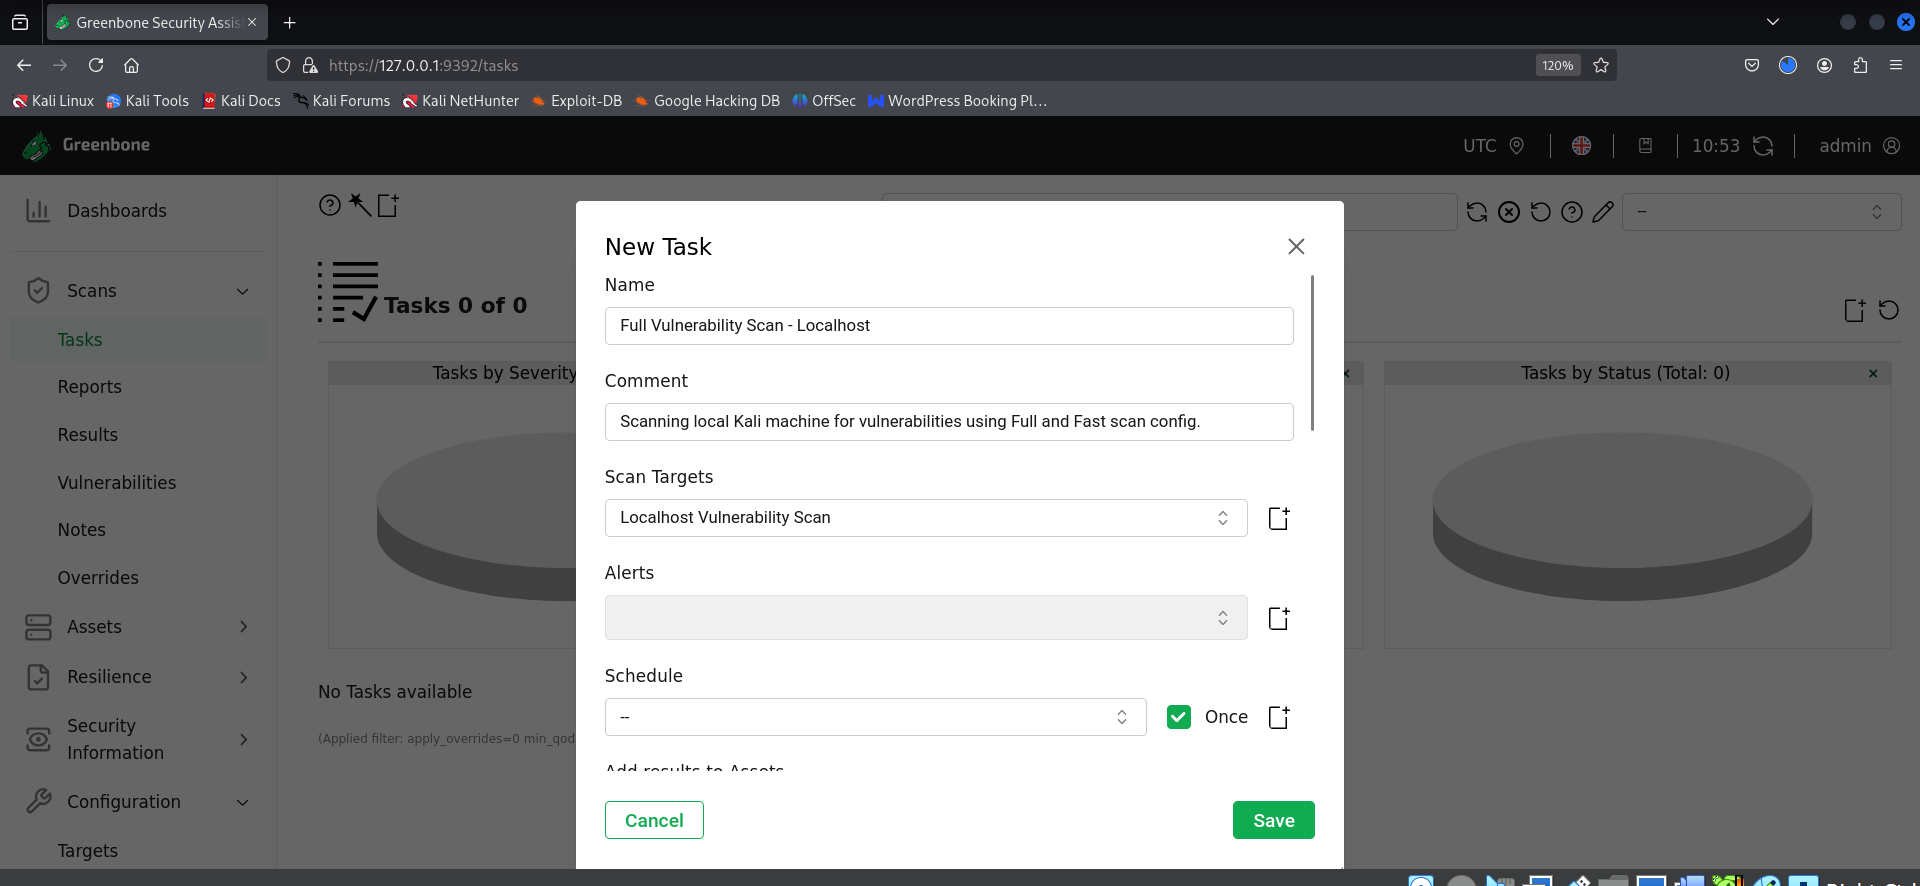 Greenbone Security Assis
https://127.0.0.1:9392/tasks
120%
Kali Linux
Kali Tools
Kali Docs
Kali Forums
Kali NetHunter
Exploit-DB
Google Hacking DB
OffSec
WordPress Booking Pl...
Greenbone
UTC
10:53
admin
Dashboards
Scans
Tasks
Reports
Results
Vulnerabilities
Notes
Overrides
Assets
Resilience
Security
Information
Configuration
Targets
--
Tasks 0 of 0
Tasks by Severity
Tasks by Status (Total: 0)
No Tasks available
(Applied filter: apply_overrides=0 min_qod
New Task
Name
Full Vulnerability Scan - Localhost
Comment
Scanning local Kali machine for vulnerabilities using Full and Fast scan config.
Scan Targets
Localhost Vulnerability Scan
Alerts
Schedule
--
Once
Add results to Assets
Cancel
Save